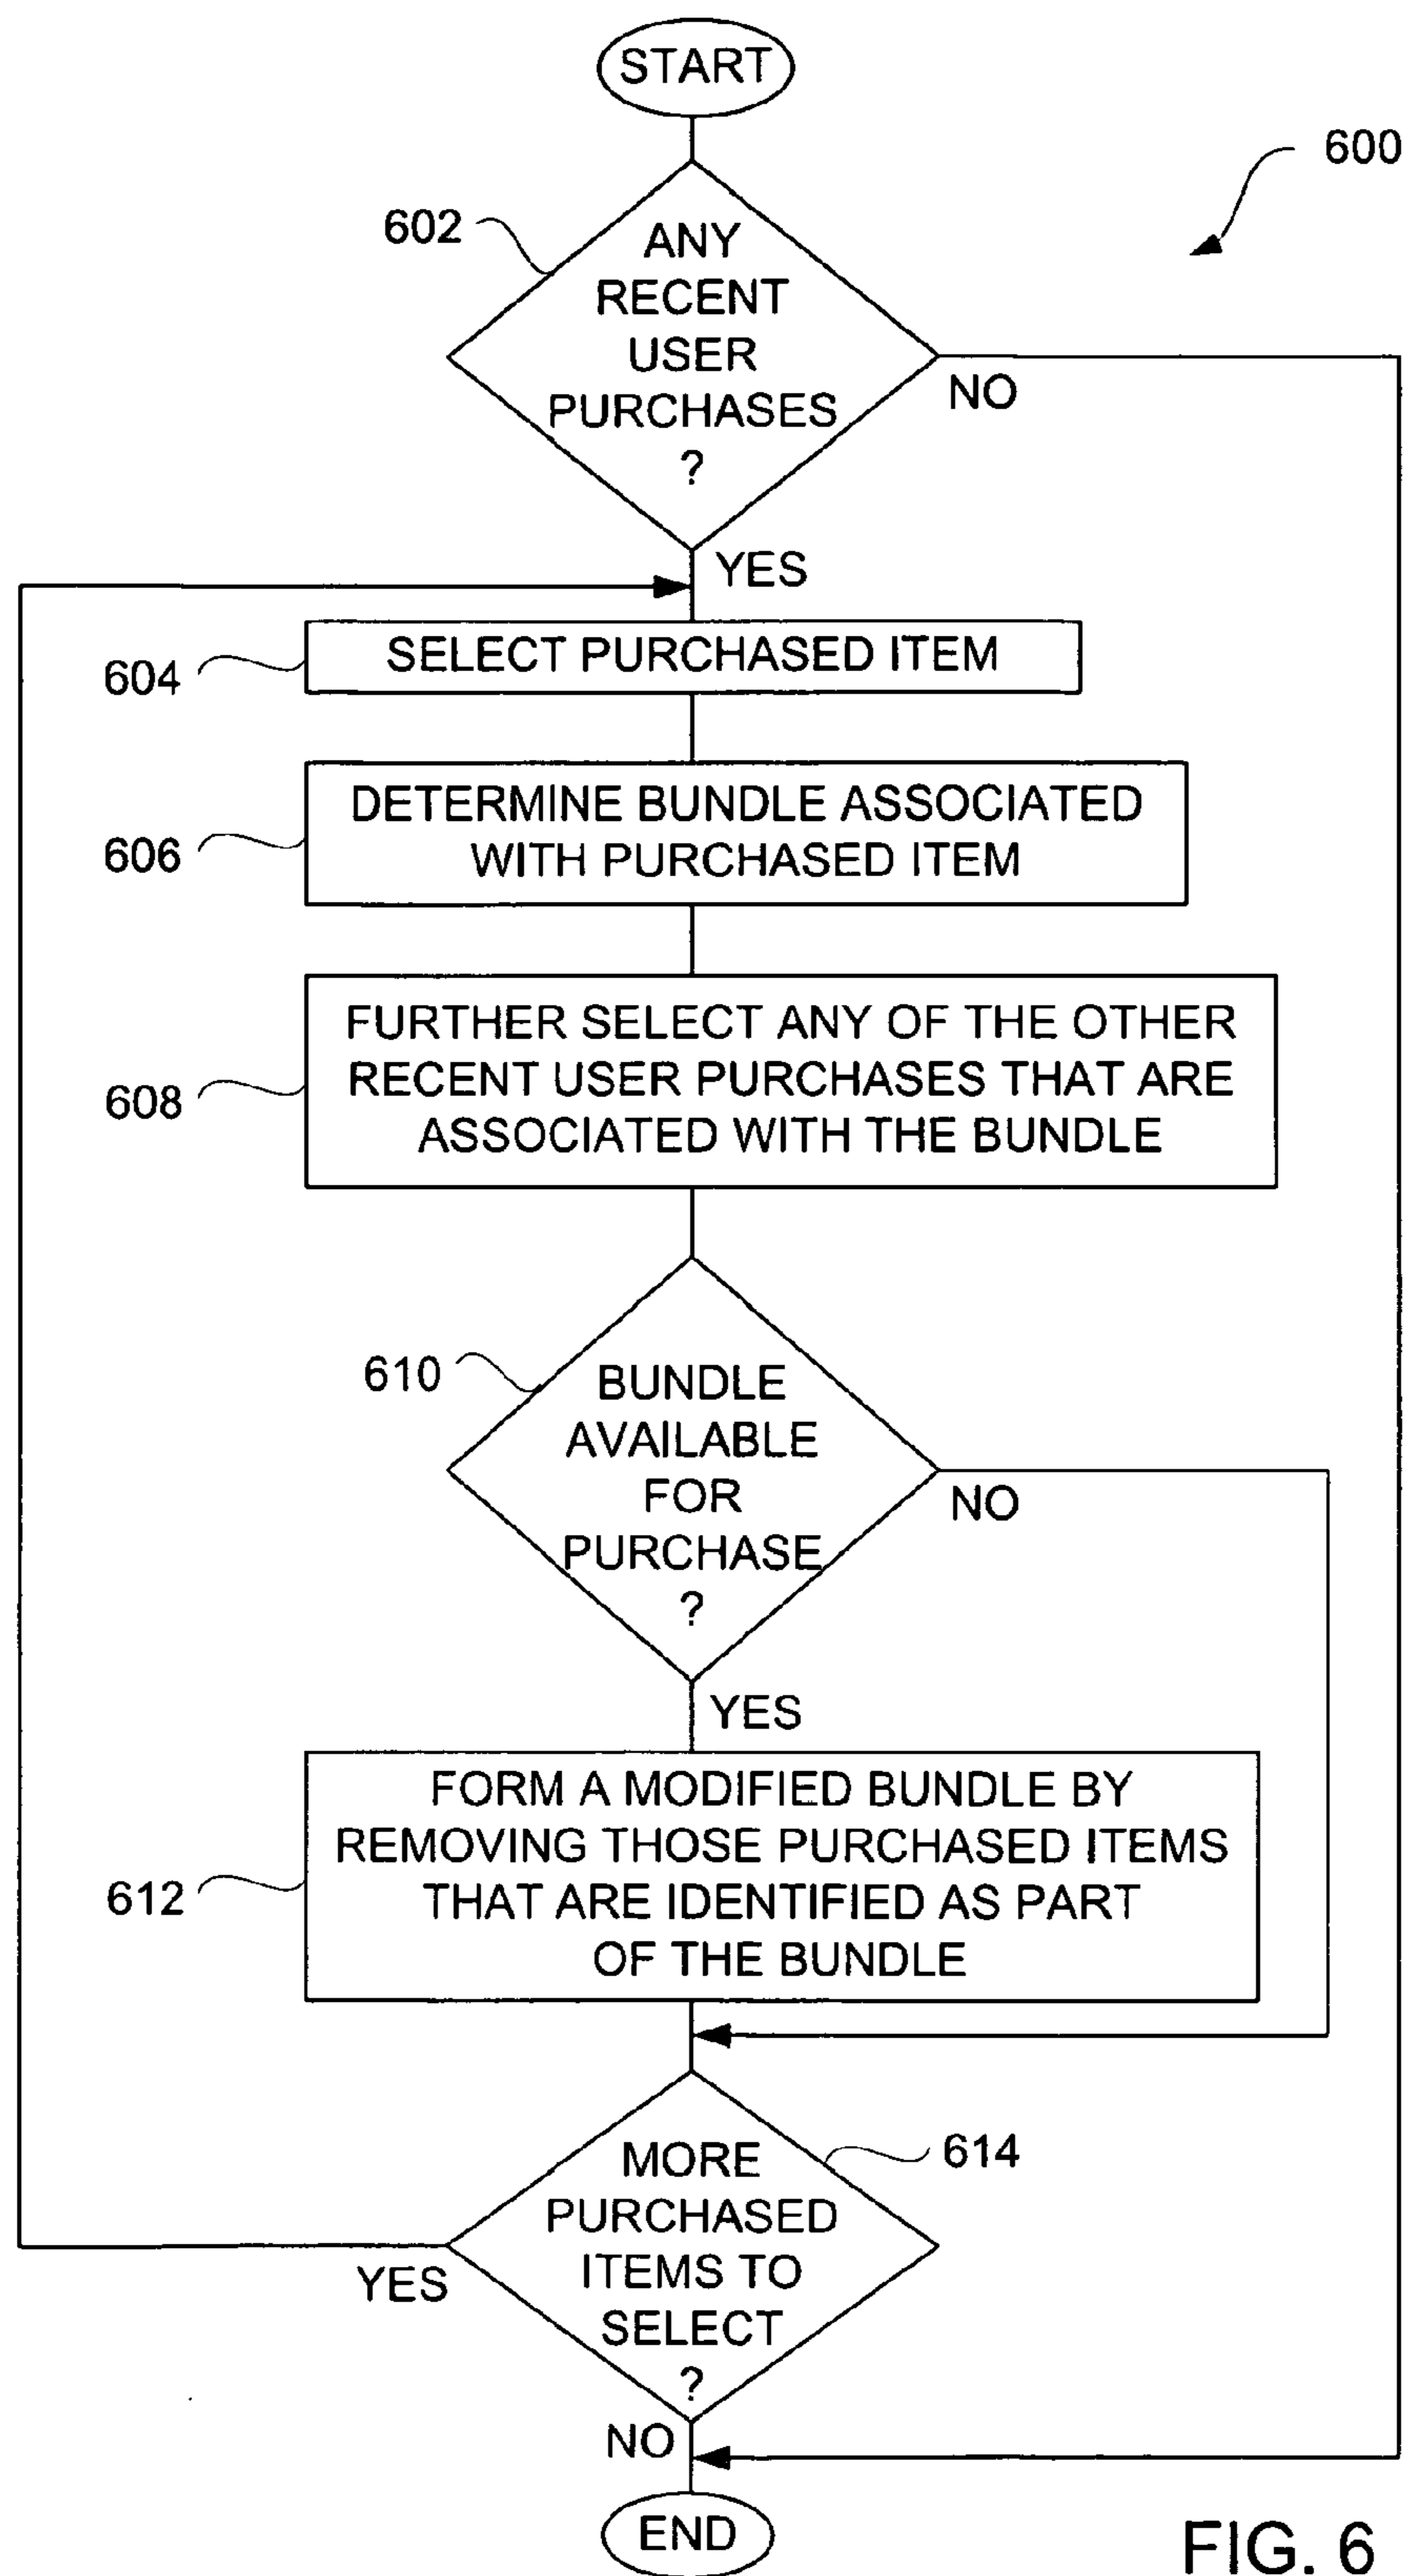 START
600
602
ANY
RECENT
USER
PURCHASES
?
NO
YES
604
SELECT PURCHASED ITEM
606
DETERMINE BUNDLE ASSOCIATED
WITH PURCHASED ITEM
608
FURTHER SELECT ANY OF THE OTHER
RECENT USER PURCHASES THAT ARE
ASSOCIATED WITH THE BUNDLE
610
BUNDLE
AVAILABLE
FOR
PURCHASE
?
NO
YES
612
FORM A MODIFIED BUNDLE BY
REMOVING THOSE PURCHASED ITEMS
THAT ARE IDENTIFIED AS PART
OF THE BUNDLE
614
MORE
PURCHASED
ITEMS TO
SELECT
?
YES
NO
END
FIG. 6